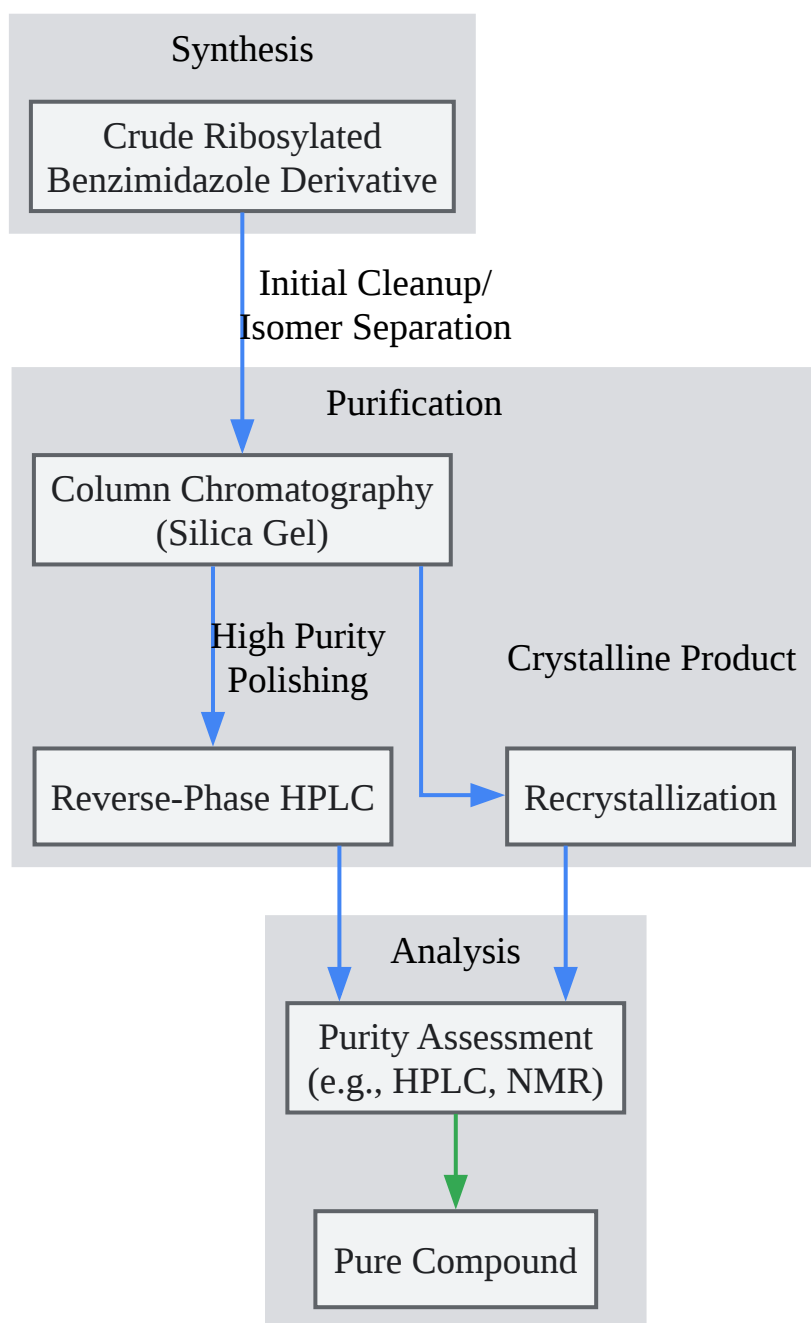 Synthesis
Crude Ribosylated
Benzimidazole Derivative
Initial Cleanup/
Isomer Separation
Purification
Column Chromatography
(Silica Gel)
High Purity
Polishing
Crystalline Product
Reverse-Phase HPLC
Recrystallization
Analysis
Purity Assessment
(e.g., HPLC, NMR)
Pure Compound